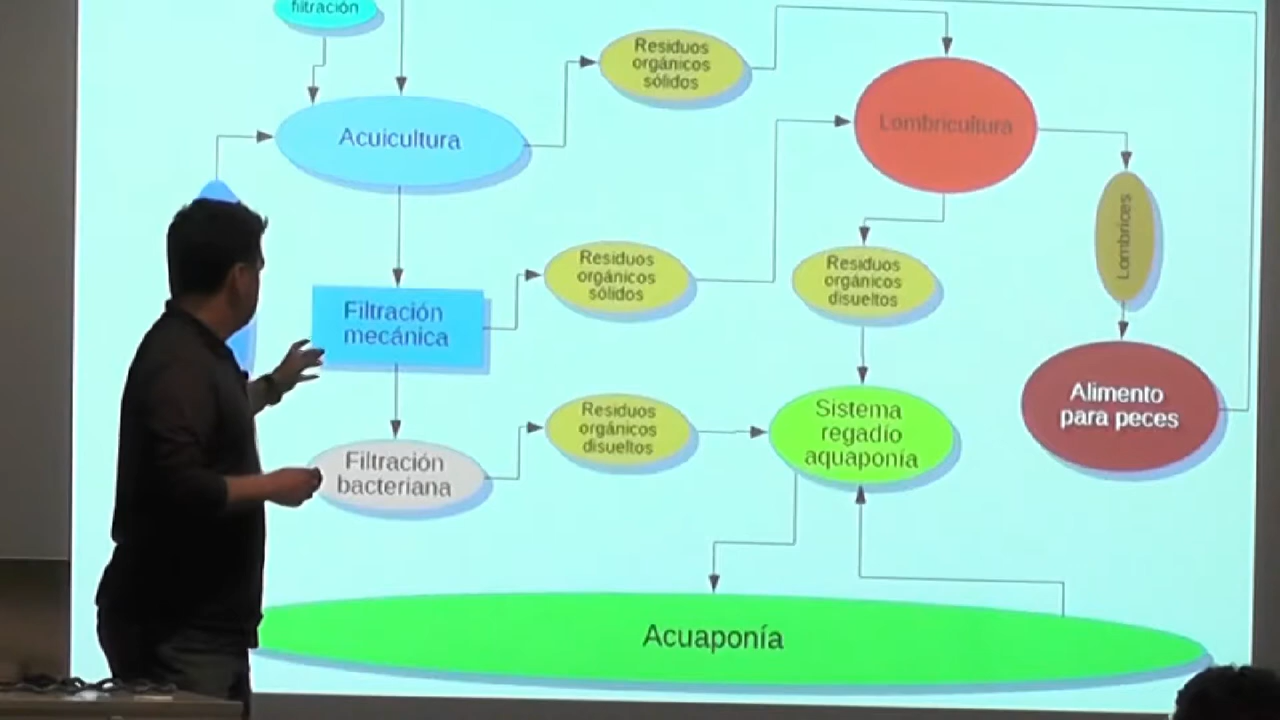 filtración
Residuos
orgánicos
sólidos
Acuicultura
Lombricultura
Lombrices
Residuos
orgánicos
sólidos
Residuos
orgánicos
disueltos
Filtración
mecánica
Alimento
para peces
Residuos
orgánicos
disueltos
Sistema
regadío
aquaponía
Filtración
bacteriana
Acuaponía